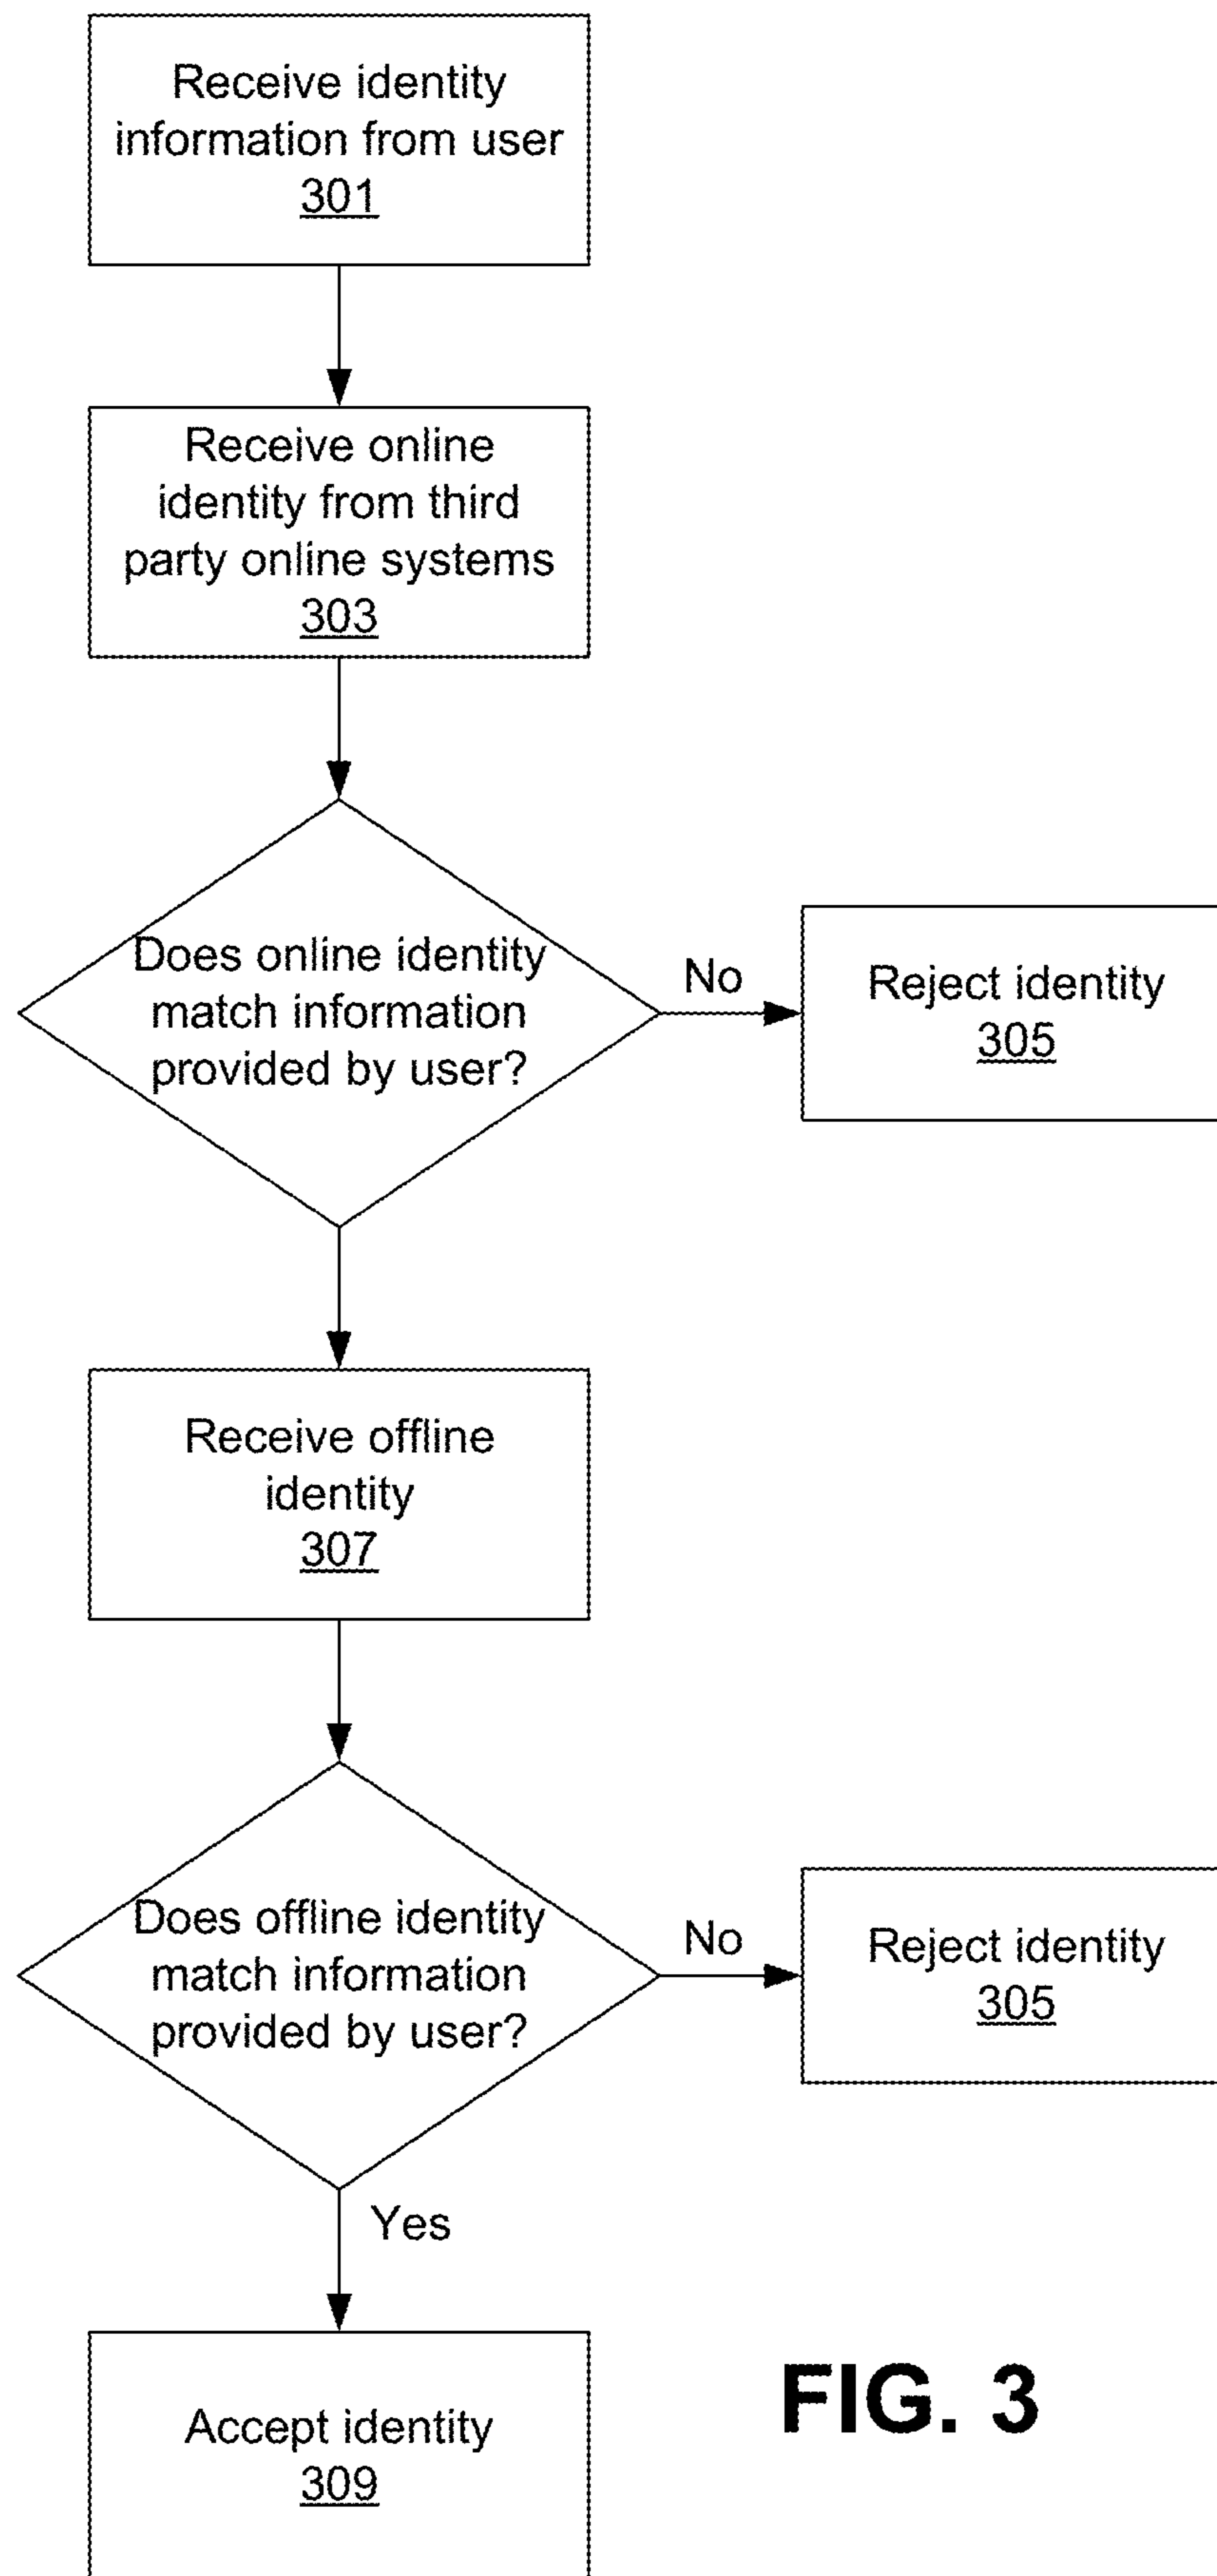 Receive identity
information from user
301
Receive online
identity from third
party online systems
303
Does online identity
match information
provided by user?
No
Reject identity
305
Receive offline
identity
307
Does offline identity
match information
provided by user?
No
Reject identity
305
Yes
Accept identity
309
FIG. 3